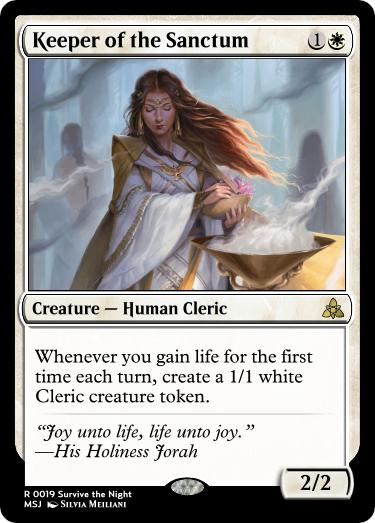 Keeper of the Sanctum 1
Creature — Human Cleric
Whenever you gain life for the first
time each turn, create a 1/1 white
Cleric creature token.
“Joy unto life, life unto joy.”
—His Holiness Jorah
2/2
R 0019 Survive the Night
MSJ Silvia Meiliani